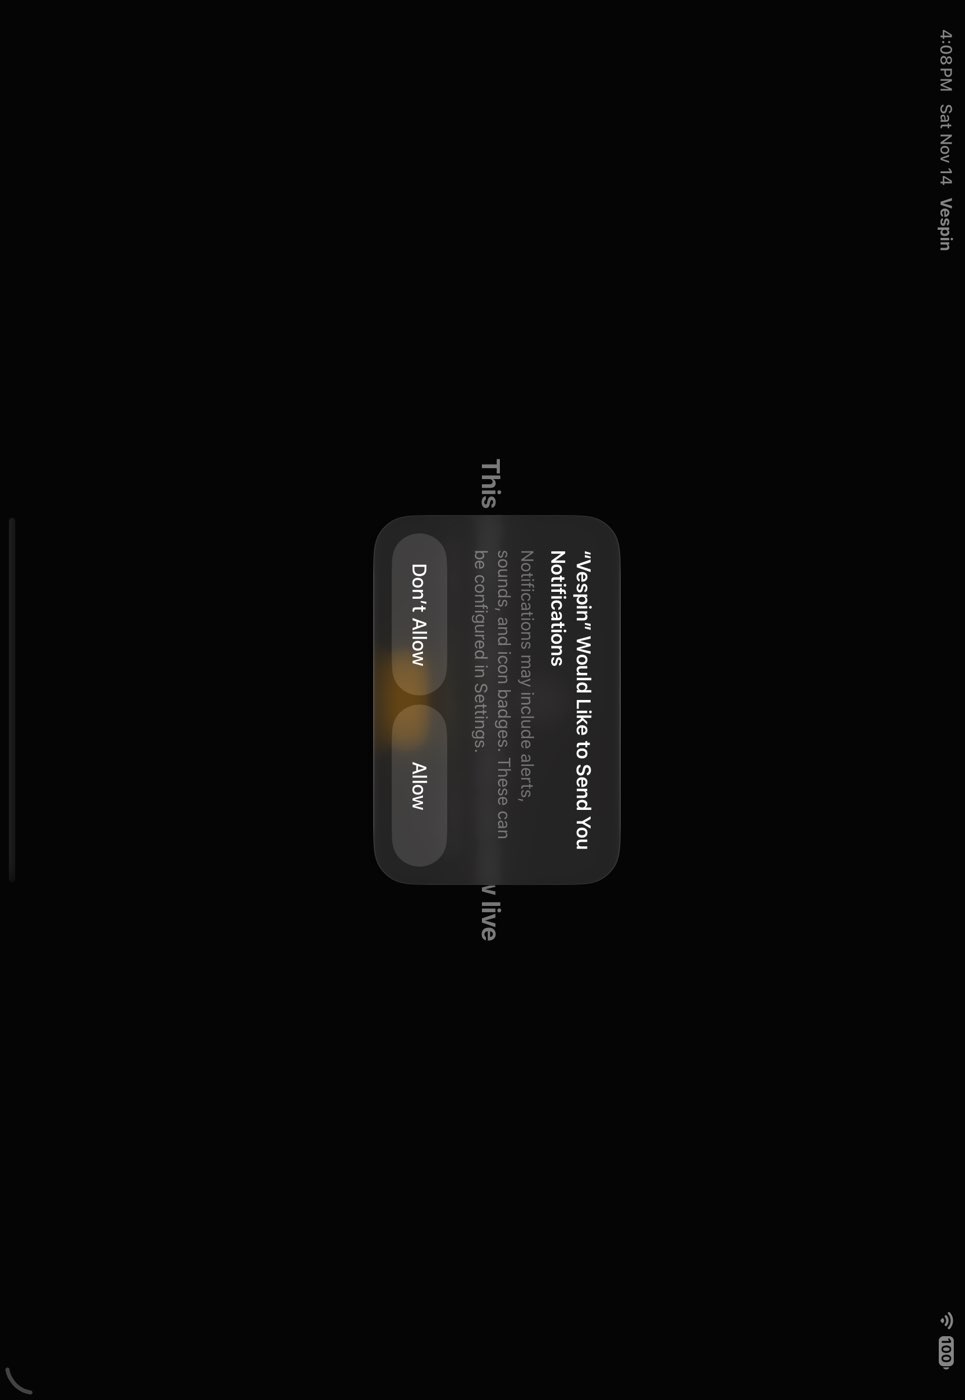 4:08 PM Sat Nov 14 Vespin
100
“Vespin” Would Like to Send You
Notifications
Notifications may include alerts,
sounds, and icon badges. These can
be configured in Settings.
This live
Don’t Allow Allow